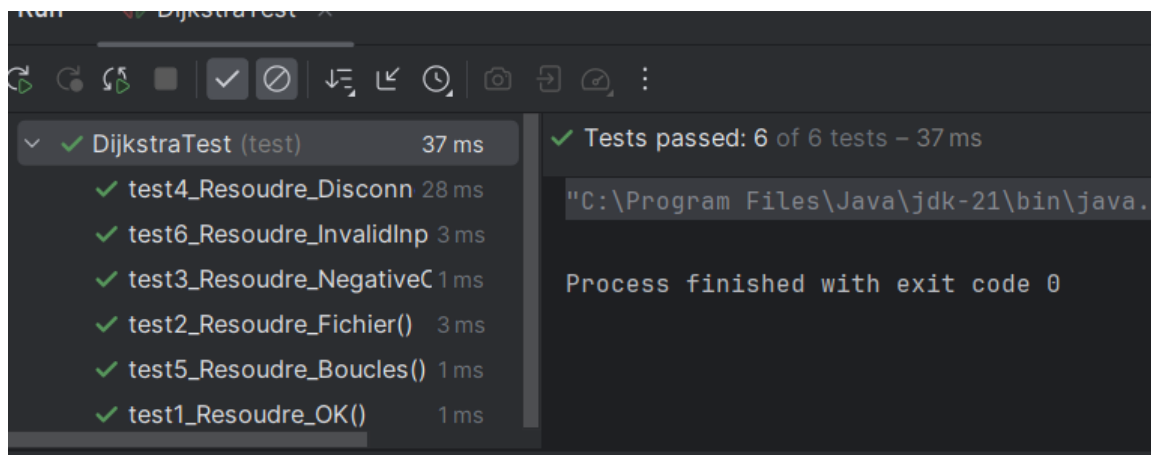 Run DijkstraTest ×
DijkstraTest (test) 37 ms
test4_Resoudre_Disconn 28 ms
test6_Resoudre_InvalidInp 3 ms
test3_Resoudre_NegativeC 1 ms
test2_Resoudre_Fichier() 3 ms
test5_Resoudre_Boucles() 1 ms
test1_Resoudre_OK() 1 ms
Tests passed: 6 of 6 tests – 37 ms
"C:\Program Files\Java\jdk-21\bin\java.
Process finished with exit code 0